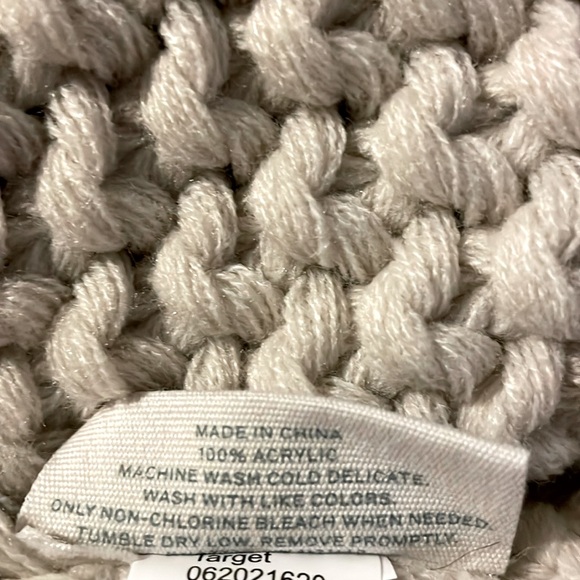 MADE IN CHINA
100% ACRYLIC
MACHINE WASH COLD DELICATE.
WASH WITH LIKE COLORS.
ONLY NON-CHLORINE BLEACH WHEN NEEDED.
TUMBLE DRY LOW. REMOVE PROMPTLY.
Target
062021620